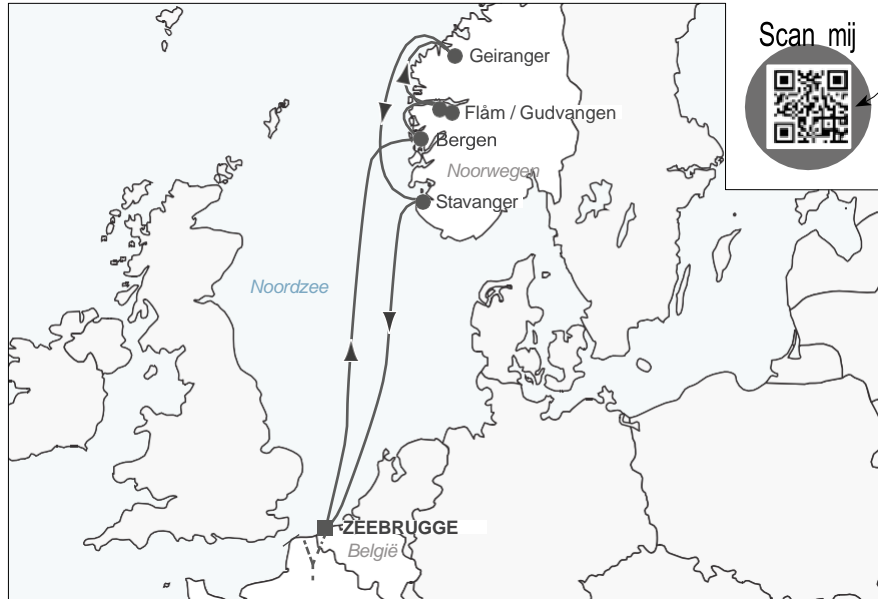 Scan mij
Geiranger
Flåm / Gudvangen
Bergen
Noorwegen
Stavanger
Noordzee
ZEEBRUGGE
België